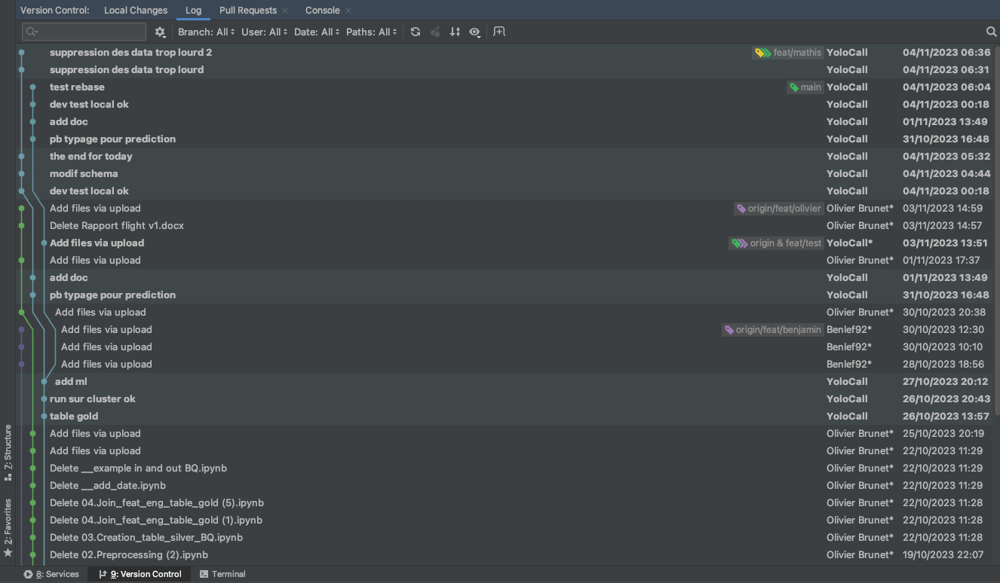 Version Control: Local Changes Log Pull Requests × Console ×
Branch: All User: All Date: All Paths: All
suppression des data trop lourd 2 feat/mathis YoloCall 04/11/2023 06:36
suppression des data trop lourd YoloCall 04/11/2023 06:31
test rebase main YoloCall 04/11/2023 06:04
dev test local ok YoloCall 04/11/2023 00:18
add doc YoloCall 01/11/2023 13:49
pb typage pour prediction YoloCall 31/10/2023 16:48
the end for today YoloCall 04/11/2023 05:32
modif schema YoloCall 04/11/2023 04:44
dev test local ok YoloCall 04/11/2023 00:18
Add files via upload origin/feat/olivier Olivier Brunet* 03/11/2023 14:59
Delete Rapport flight v1.docx Olivier Brunet* 03/11/2023 14:57
Add files via upload origin & feat/test YoloCall* 03/11/2023 13:51
Add files via upload Olivier Brunet* 01/11/2023 17:37
add doc YoloCall 01/11/2023 13:49
pb typage pour prediction YoloCall 31/10/2023 16:48
Add files via upload Olivier Brunet* 30/10/2023 20:38
Add files via upload origin/feat/benjamin Benlef92* 30/10/2023 12:30
Add files via upload Benlef92* 30/10/2023 10:10
Add files via upload Benlef92* 28/10/2023 18:56
add ml YoloCall 27/10/2023 20:12
run sur cluster ok YoloCall 26/10/2023 20:43
table gold YoloCall 26/10/2023 13:57
Add files via upload Olivier Brunet* 25/10/2023 20:19
Add files via upload Olivier Brunet* 22/10/2023 11:29
Delete __example in and out BQ.ipynb Olivier Brunet* 22/10/2023 11:29
Delete __add_date.ipynb Olivier Brunet* 22/10/2023 11:29
Delete 04.Join_feat_eng_table_gold (5).ipynb Olivier Brunet* 22/10/2023 11:28
Delete 04.Join_feat_eng_table_gold (1).ipynb Olivier Brunet* 22/10/2023 11:28
Delete 03.Creation_table_silver_BQ.ipynb Olivier Brunet* 22/10/2023 11:28
Delete 02.Preprocessing (2).ipynb Olivier Brunet* 19/10/2023 22:07
Z: Structure
2: Favorites
8: Services 9: Version Control Terminal